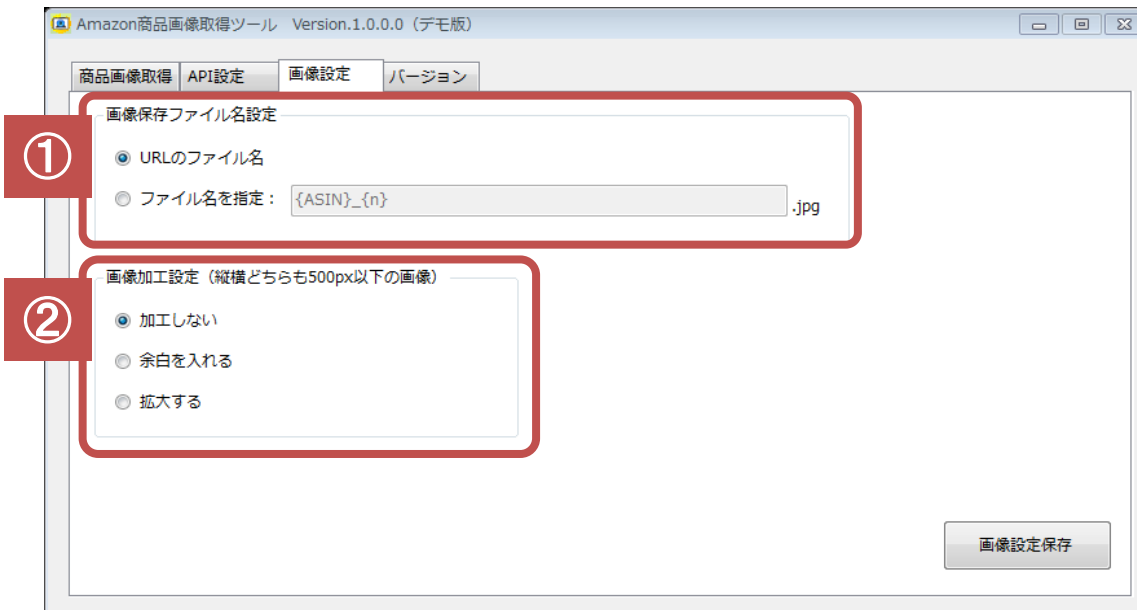 Amazon商品画像取得ツール Version.1.0.0.0（デモ版）
商品画像取得 API設定 画像設定 バージョン
①
画像保存ファイル名設定
URLのファイル名
ファイル名を指定： {ASIN}_{n} .jpg
②
画像加工設定（縦横どちらも500px以下の画像）
加工しない
余白を入れる
拡大する
画像設定保存